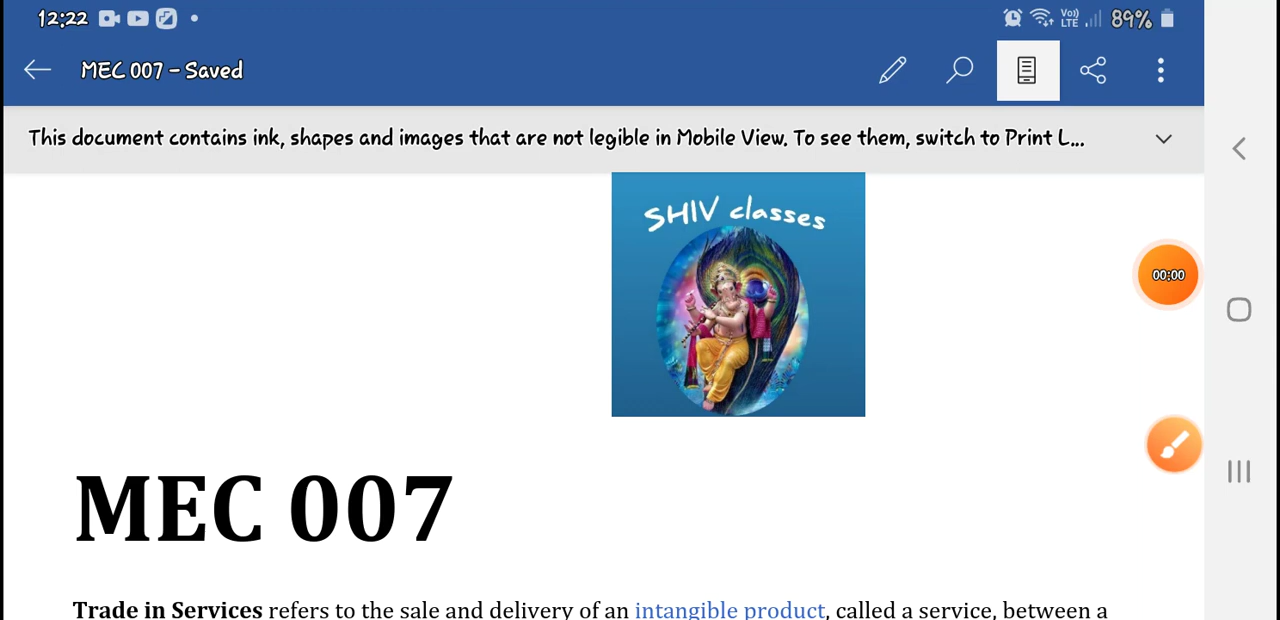 12:22
Vo))
LTE
89%
MEC 007 – Saved
This document contains ink, shapes and images that are not legible in Mobile View. To see them, switch to Print L...
SHIV classes
00:00
MEC 007
Trade in Services refers to the sale and delivery of an intangible product, called a service, between a